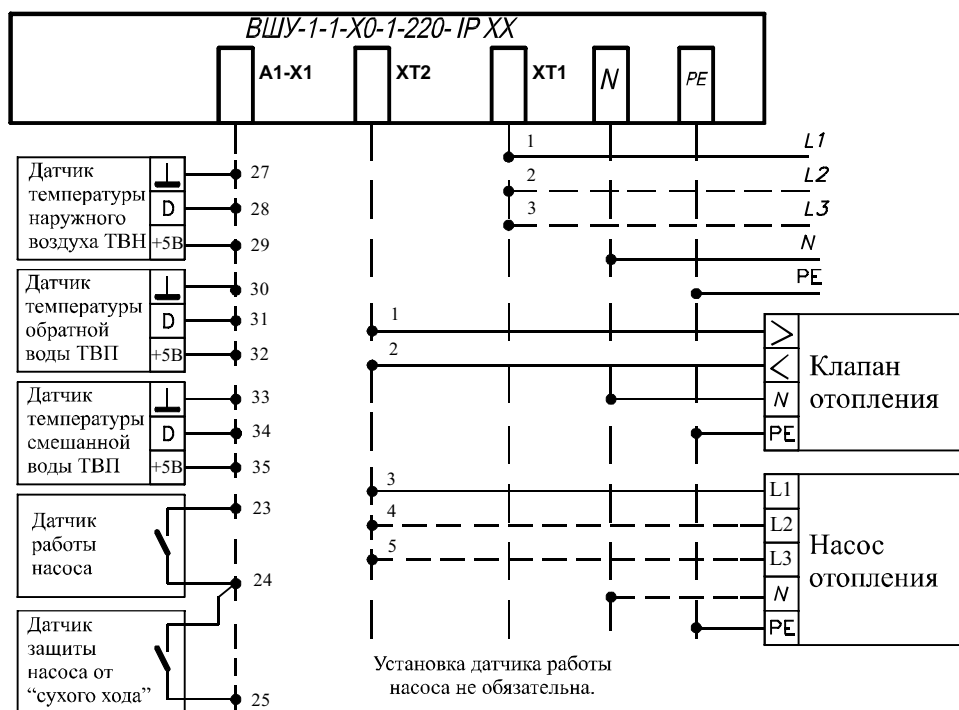 ВШУ-1-1-Х0-1-220- IP XX
A1-X1
XT2
XT1
N
PE
1
L1
2
L2
3
L3
N
PE
Датчик
температуры
наружного
воздуха ТВН
D
+5В
27
28
29
Датчик
температуры
обратной
воды ТВП
D
+5В
30
31
32
Датчик
температуры
смешанной
воды ТВП
D
+5В
33
34
35
Датчик
работы
насоса
23
24
Датчик
защиты
насоса от
“сухого хода”
25
1
2
>
<
N
PE
Клапан
отопления
3
4
5
L1
L2
L3
N
PE
Насос
отопления
Установка датчика работы
насоса не обязательна.